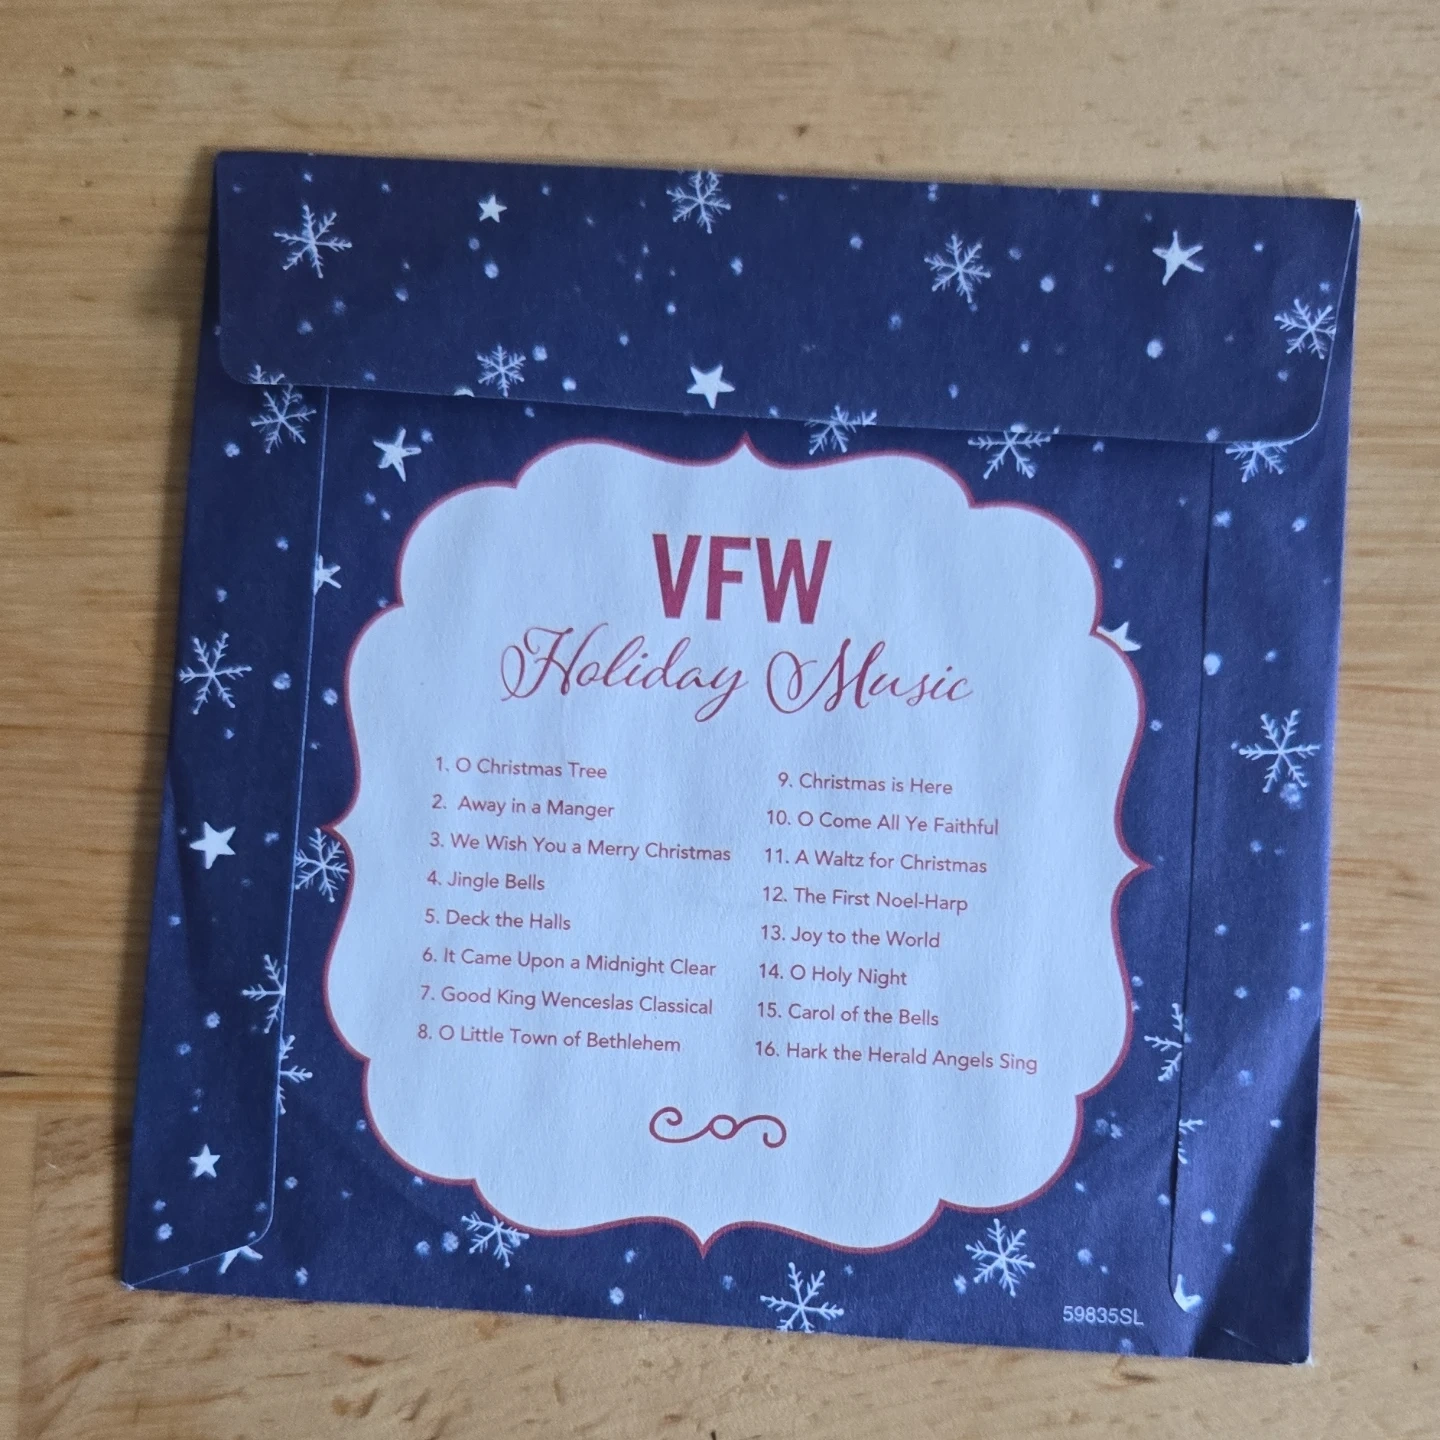 VFW
Holiday Music
1. O Christmas Tree
2. Away in a Manger
3. We Wish You a Merry Christmas
4. Jingle Bells
5. Deck the Halls
6. It Came Upon a Midnight Clear
7. Good King Wenceslas Classical
8. O Little Town of Bethlehem
9. Christmas is Here
10. O Come All Ye Faithful
11. A Waltz for Christmas
12. The First Noel-Harp
13. Joy to the World
14. O Holy Night
15. Carol of the Bells
16. Hark the Herald Angels Sing
59835SL